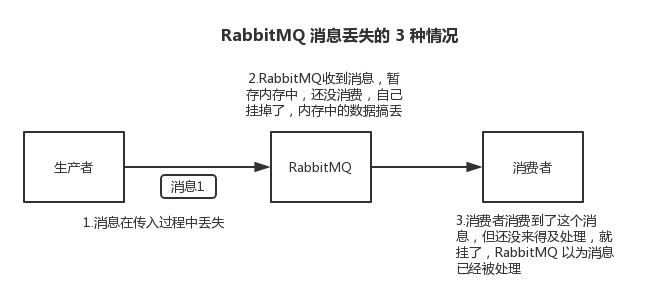 RabbitMQ 消息丢失的 3 种情况
2.RabbitMQ收到消息，暂
存内存中，还没消费，自己
挂掉了，内存中的数据搞丢
生产者
RabbitMQ
消费者
消息1
1.消息在传入过程中丢失
3.消费者消费到了这个消
息，但还没来得及处理，就
挂了，RabbitMQ 以为消息
已经被处理